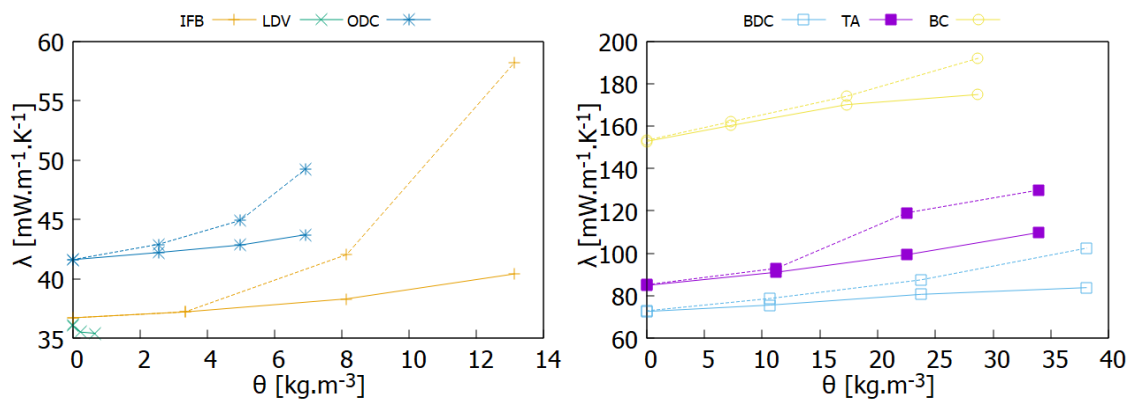 IFB LDV ODC
60
55
50
45
40
35
0 2 4 6 8 10 12 14
λ [mW.m⁻¹.K⁻¹]
θ [kg.m⁻³]
BDC TA BC
200
180
160
140
120
100
80
60
0 5 10 15 20 25 30 35 40
λ [mW.m⁻¹.K⁻¹]
θ [kg.m⁻³]